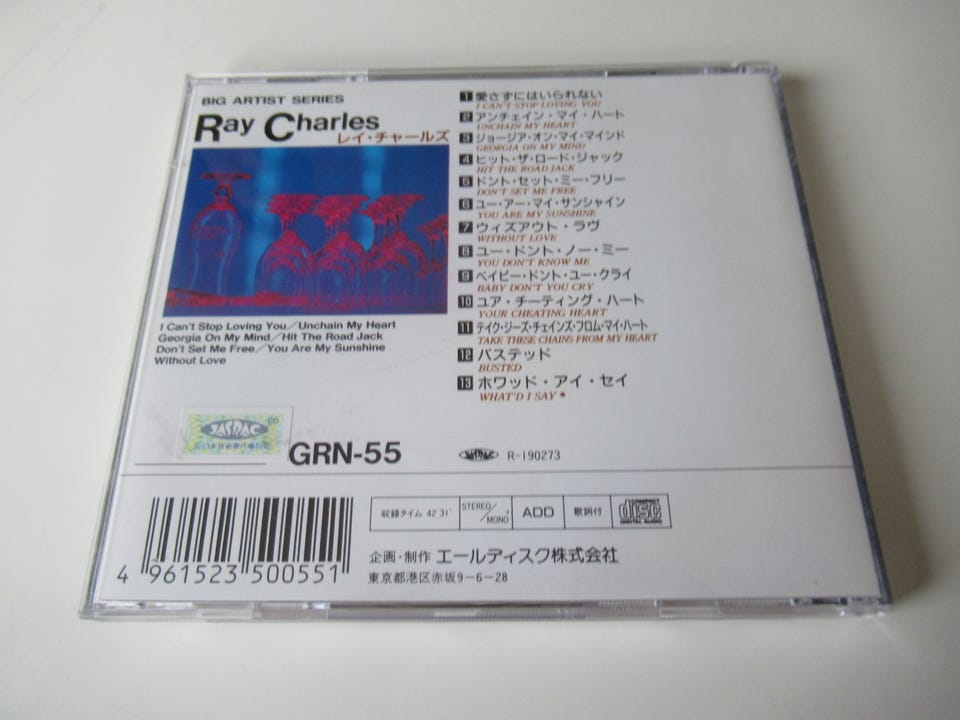 BIG ARTIST SERIES
Ray Charles
レイ・チャールズ
I Can't Stop Loving You／Unchain My Heart
Georgia On My Mind／Hit The Road Jack
Don't Set Me Free／You Are My Sunshine
Without Love
1 愛さずにはいられない
I CAN'T STOP LOVING YOU
2 アンチェイン・マイ・ハート
UNCHAIN MY HEART
3 ジョージア・オン・マイ・マインド
GEORGIA ON MY MIND
4 ヒット・ザ・ロード・ジャック
HIT THE ROAD JACK
5 ドント・セット・ミー・フリー
DON'T SET ME FREE
6 ユー・アー・マイ・サンシャイン
YOU ARE MY SUNSHINE
7 ウィズアウト・ラヴ
WITHOUT LOVE
8 ユー・ドント・ノー・ミー
YOU DON'T KNOW ME
9 ベイビー・ドント・ユー・クライ
BABY DON'T YOU CRY
10 ユア・チーティング・ハート
YOUR CHEATING HEART
11 テイク・ジーズ・チェインズ・フロム・マイ・ハート
TAKE THESE CHAINS FROM MY HEART
12 バステッド
BUSTED
13 ホワッド・アイ・セイ
WHAT'D I SAY *
JASRAC
GRN-55
JASRAC R-190273
収録タイム 42'31"
STEREO／MONO
ADD
歌詞付
COMPACT disc DIGITAL AUDIO
4 961523 500551
企画・制作 エールディスク株式会社
東京都港区赤坂9-6-28